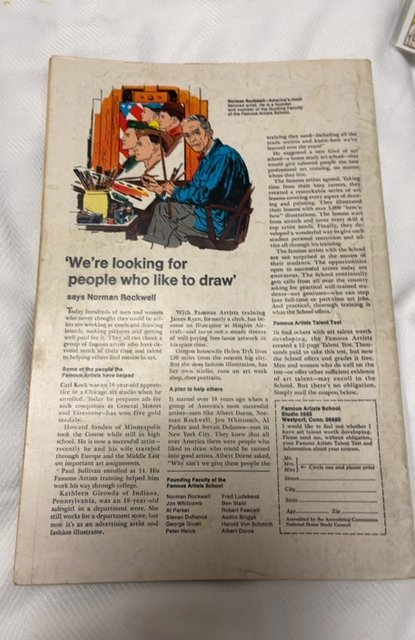 Norman Rockwell—America's most
beloved artist. He is a founder
and member of the Guiding Faculty
of the Famous Artists School.
'We're looking for
people who like to draw'
says Norman Rockwell
Today hundreds of men and women
who never thought they could be art-
ists are working at easels and drawing
boards, making pictures and getting
well paid for it. They all can thank a
group of famous artists who have de-
voted much of their time and talent
to helping others find success in art.
Some of the people the
Famous Artists have helped
Carl Kock was an 18-year-old appren-
tice in a Chicago art studio when he
enrolled. Today he prepares ads for
such companies as General Motors
and Firestone—has won five gold
medals.
Howard Sanden of Minneapolis
took the Course while still in high
school. He is now a successful artist—
recently he and his wife traveled
through Europe and the Middle East
on important art assignments.
Paul Sullivan enrolled at 14. His
Famous Artists training helped him
work his way through college.
Kathleen Gironda of Indiana,
Pennsylvania, was an 18-year-old
salesgirl in a department store. She
still works for a department store, but
now it's as an advertising artist and
fashion illustrator.
With Famous Artists training
James Ryan, formerly a clerk, has be-
come an illustrator at Hughes Air-
craft—and turns out a steady stream
of well-paying free-lance artwork in
his spare time.
Oregon housewife Helen Tryk lives
150 miles from the nearest big city.
But she does fashion illustration, has
her own studio, runs an art work
shop, does portraits.
A plan to help others
It started over 18 years ago when a
group of America's most successful
artists—men like Albert Dorne, Nor-
man Rockwell, Jon Whitcomb, Al
Parker and Stevan Dohanos—met in
New York City. They knew that all
over America there were people who
liked to draw who could be turned
into good artists. Albert Dorne asked,
"Why can't we give these people the
Founding Faculty of the
Famous Artists School
Norman Rockwell
Jon Whitcomb
Al Parker
Stevan Dohanos
George Giusti
Peter Helck
Fred Ludekens
Ben Stahl
Robert Fawcett
Austin Briggs
Harold Von Schmidt
Albert Dorne
training they need—including all the
trade secrets and know-how we've
learned over the years?"
He suggested a new kind of art
school—a home study art school—that
would give talented people the best
professional art training, no matter
where they live.
The famous artists agreed. Taking
time from their busy careers, they
created a remarkable series of art
lessons covering every aspect of draw-
ing and painting. They illustrated
their lessons with over 5,000 "how-to-
how" illustrations. The lessons start
from scratch and cover every skill a
top artist needs. Finally, they de-
veloped a wonderful way to give each
student personal correction and ad-
vice all through his training.
The famous artists with the School
are not surprised at the success of
their students. The opportunities
open to successful artists today are
enormous. The School continually
gets calls from all over the country
asking for practical well-trained stu-
dents—not geniuses—who can step
into full-time or part-time art jobs.
And practical, thorough training is
what the School offers.
Famous Artists Talent Test
To find others with art talent worth
developing, the Famous Artists
created a 12-page Talent Test. Thou-
sands paid to take this test, but now
the School offers and grades it free.
Men and women who do well on the
test—or offer other sufficient evidence
of art talent—may enroll in the
School. But there's no obligation.
Simply mail the coupon below.
Famous Artists School
Studio 5685
Westport, Conn. 06880
I would like to find out whether I
have art talent worth developing.
Please send me, without obligation,
your Famous Artists Talent Test and
information about your courses.
Mr.
Mrs.
Miss Circle one and please print
Street
City
State
Age Zip
Accredited by the Accrediting Commission
National Home Study Council